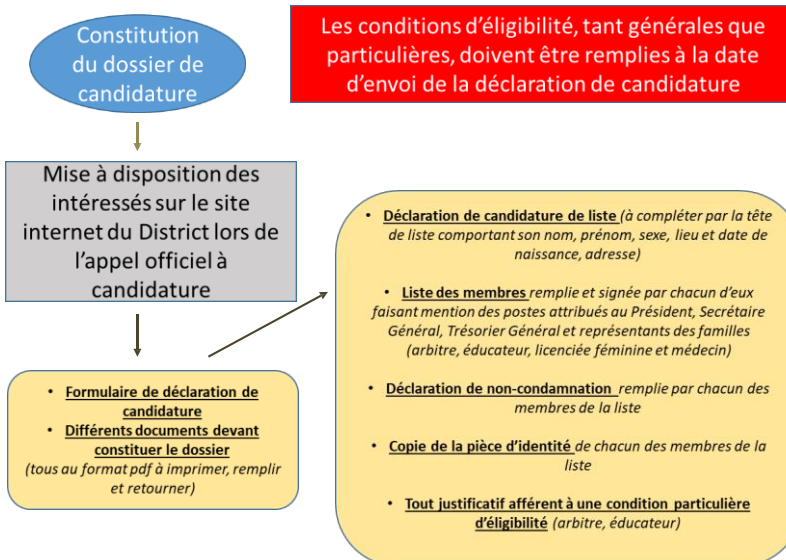 Constitution
du dossier de
candidature
Les conditions d'éligibilité, tant générales que
particulières, doivent être remplies à la date
d'envoi de la déclaration de candidature
Mise à disposition des
intéressés sur le site
internet du District lors de
l'appel officiel à
candidature
• Formulaire de déclaration de
candidature
• Différents documents devant
constituer le dossier
(tous au format pdf à imprimer, remplir
et retourner)
• Déclaration de candidature de liste (à compléter par la tête
de liste comportant son nom, prénom, sexe, lieu et date de
naissance, adresse)
• Liste des membres remplie et signée par chacun d'eux
faisant mention des postes attribués au Président, Secrétaire
Général, Trésorier Général et représentants des familles
(arbitre, éducateur, licenciée féminine et médecin)
• Déclaration de non-condamnation remplie par chacun des
membres de la liste
• Copie de la pièce d'identité de chacun des membres de la
liste
• Tout justificatif afférent à une condition particulière
d'éligibilité (arbitre, éducateur)